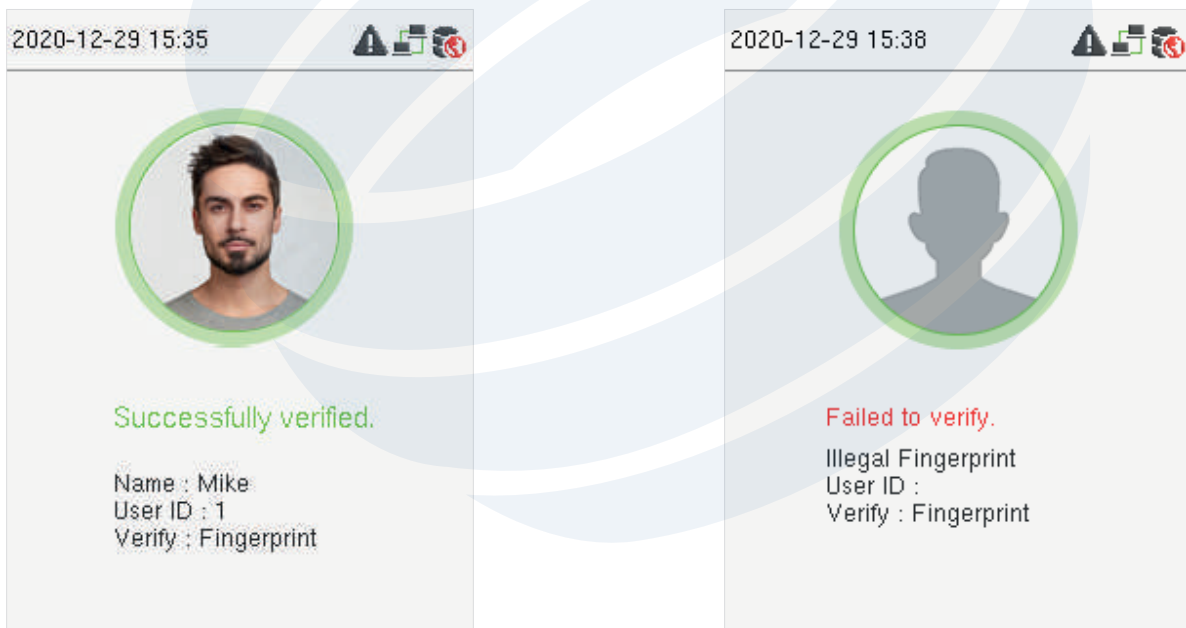 2020-12-29 15:35
Successfully verified.
Name : Mike
User ID : 1
Verify : Fingerprint
2020-12-29 15:38
Failed to verify.
Illegal Fingerprint
User ID :
Verify : Fingerprint